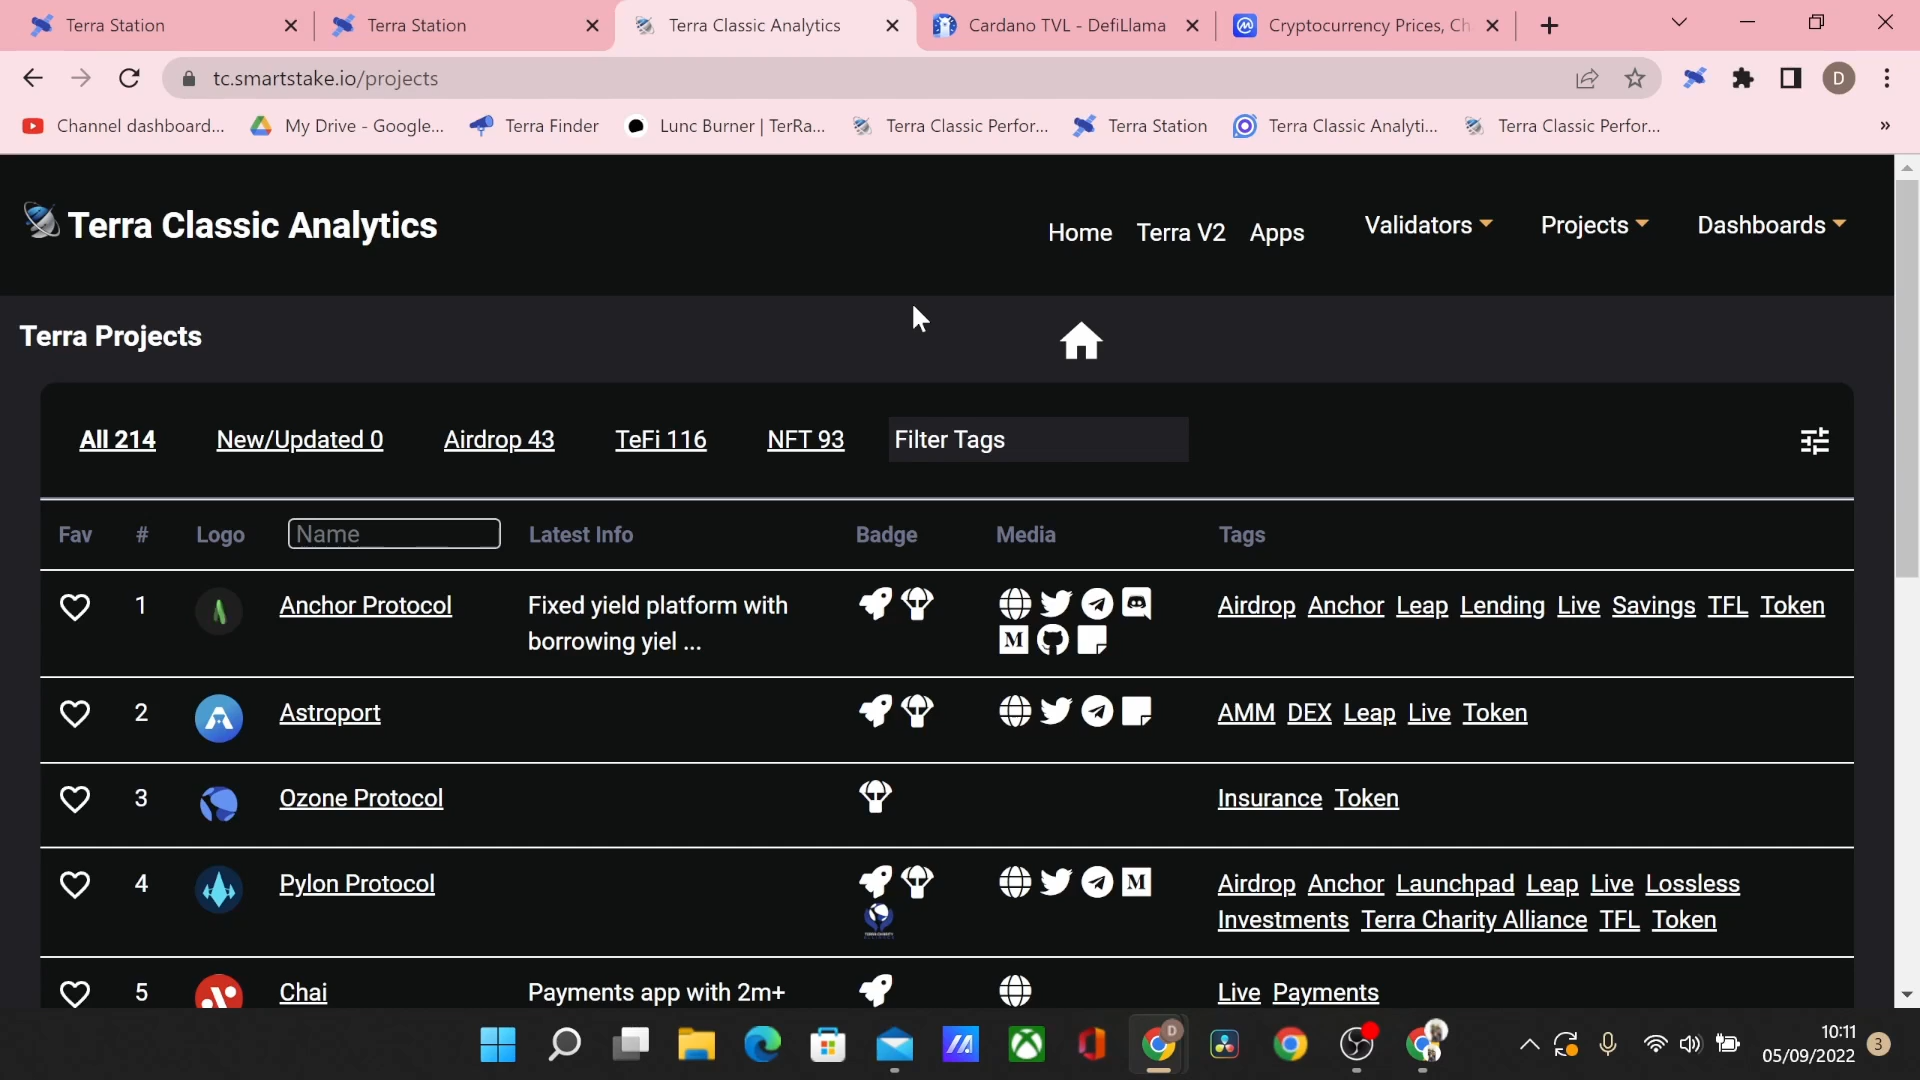 Terra Station
Terra Station
Terra Classic Analytics
Cardano TVL - DefiLlama
Cryptocurrency Prices, Ch
tc.smartstake.io/projects
D
Channel dashboard...
My Drive - Google...
Terra Finder
Lunc Burner | TerRa...
Terra Classic Perfor...
Terra Station
Terra Classic Analyti...
Terra Classic Perfor...
»
Terra Classic Analytics
Home
Terra V2
Apps
Validators
Projects
Dashboards
Terra Projects
All 214
New/Updated 0
Airdrop 43
TeFi 116
NFT 93
Filter Tags
Fav
#
Logo
Name
Latest Info
Badge
Media
Tags
1
Anchor Protocol
Fixed yield platform with
borrowing yiel ...
M
Airdrop Anchor Leap Lending Live Savings TFL Token
2
Astroport
AMM DEX Leap Live Token
3
Ozone Protocol
Insurance Token
4
Pylon Protocol
M
Airdrop Anchor Launchpad Leap Live Lossless
Investments Terra Charity Alliance TFL Token
5
Chai
Payments app with 2m+
Live Payments
D
10:11
05/09/2022
3